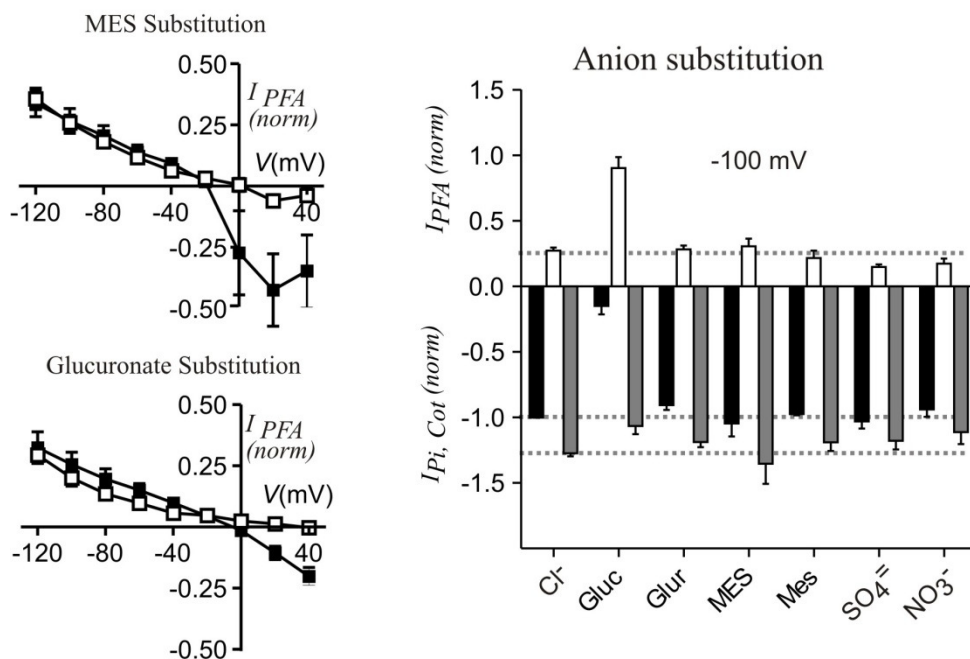 MES Substitution
0.50
I PFA
(norm)
0.25
V(mV)
-120
-80
-40
40
-0.25
-0.50
Glucuronate Substitution
0.50
I PFA
(norm)
0.25
V(mV)
-120
-80
-40
40
-0.25
-0.50
Anion substitution
1.5
1.0
0.5
0.0
-0.5
-1.0
-1.5
-100 mV
IPFA (norm)
IPi, Cot (norm)
Cl-
Gluc
Glur
MES
Mes
SO4=
NO3-